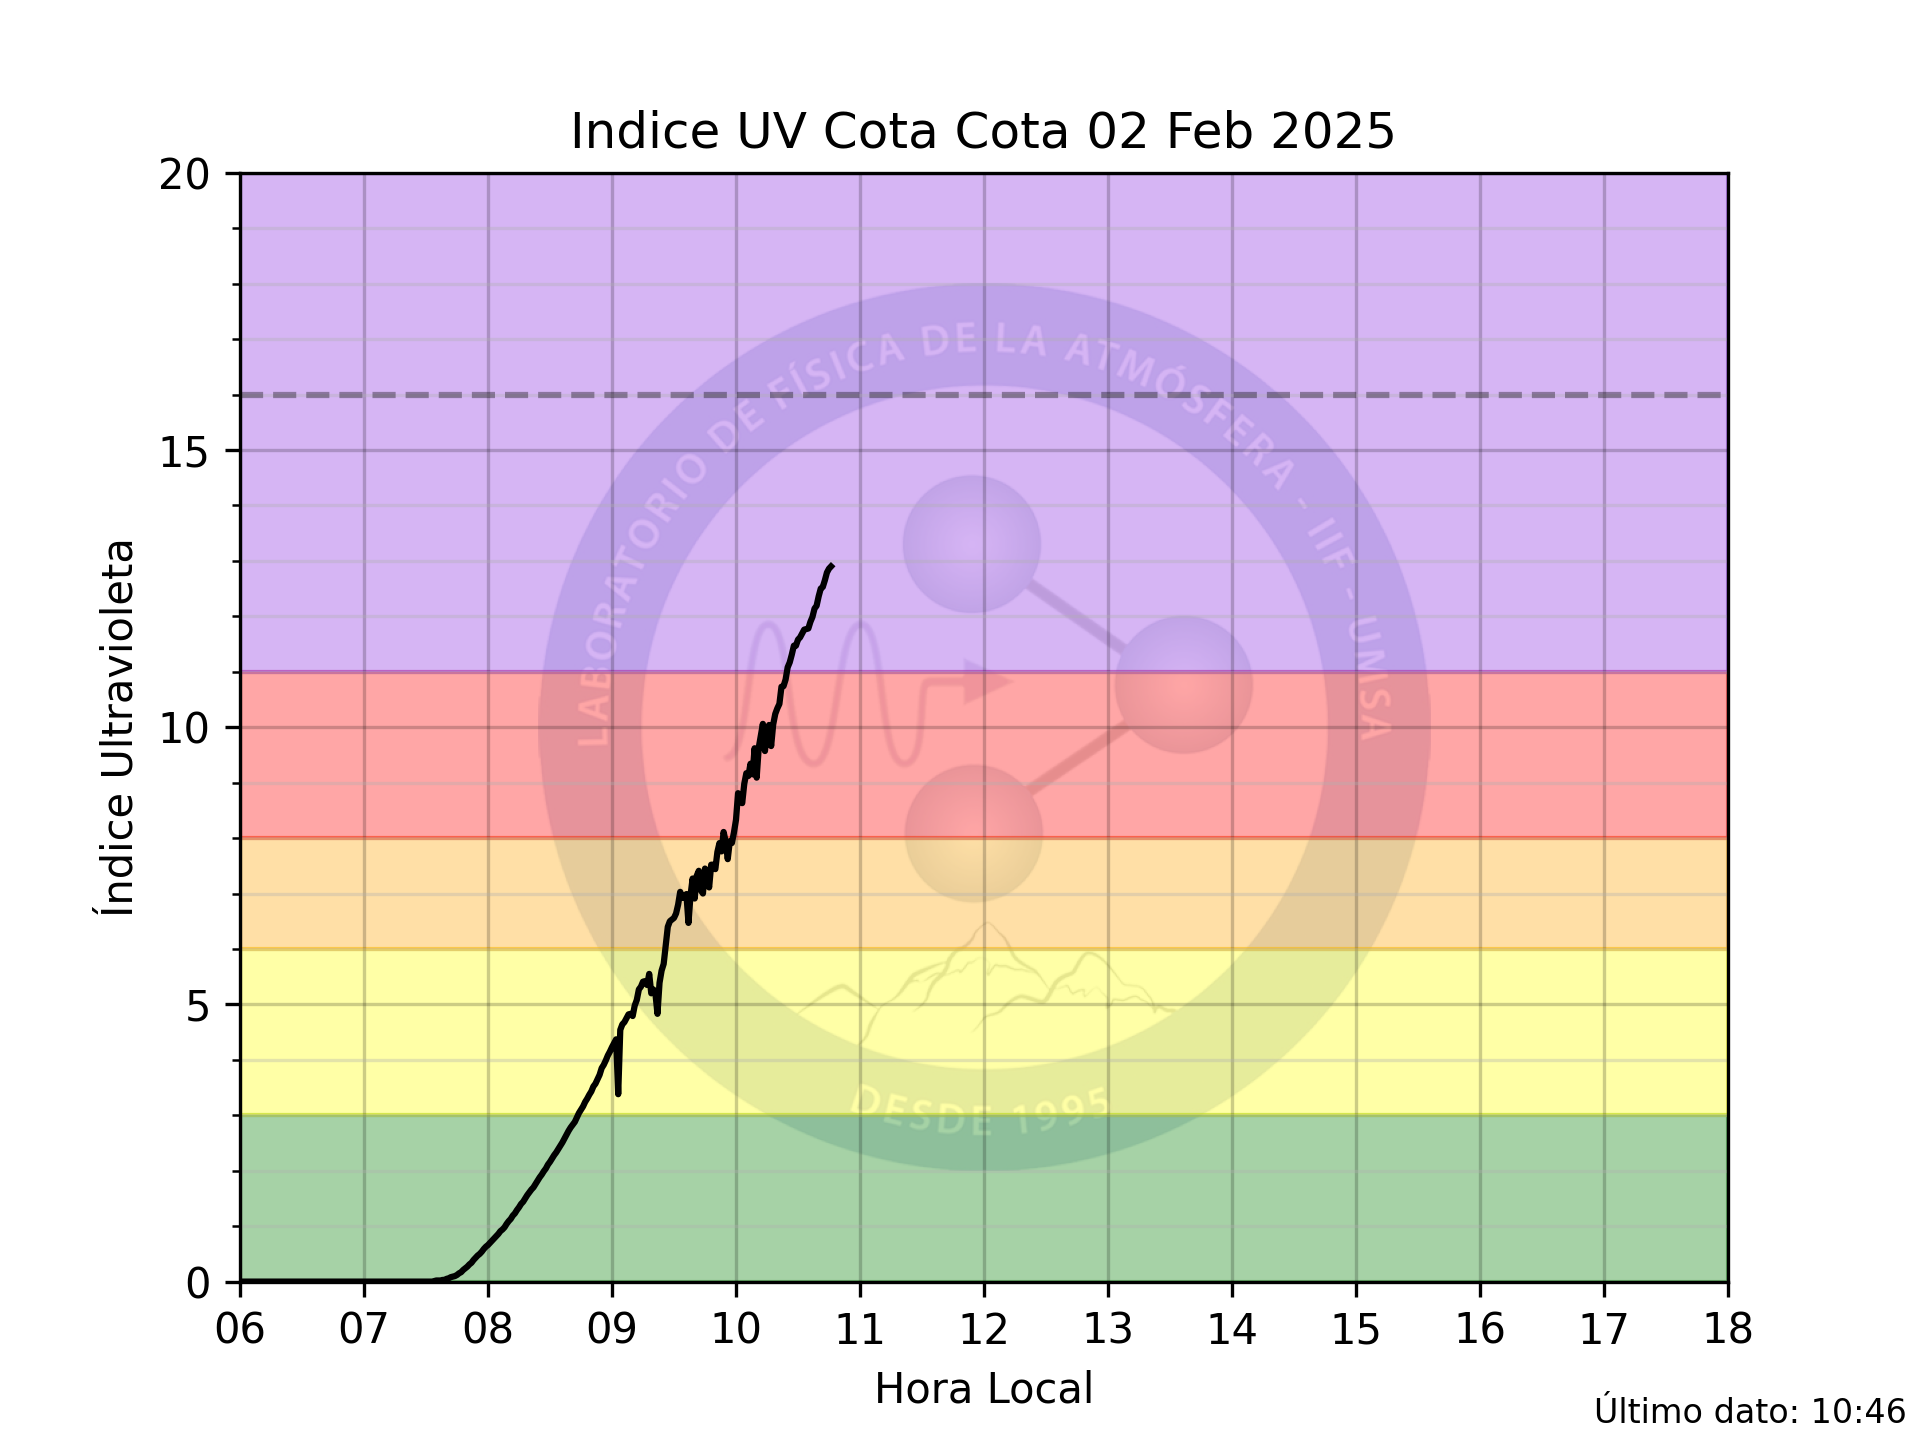 Indice UV Cota Cota 02 Feb 2025
20
15
10
5
0
Índice Ultravioleta
LABORATORIO DE FÍSICA DE LA ATMÓSFERA - IIF - UMSA
DESDE 1995
06 07 08 09 10 11 12 13 14 15 16 17 18
Hora Local
Último dato: 10:46